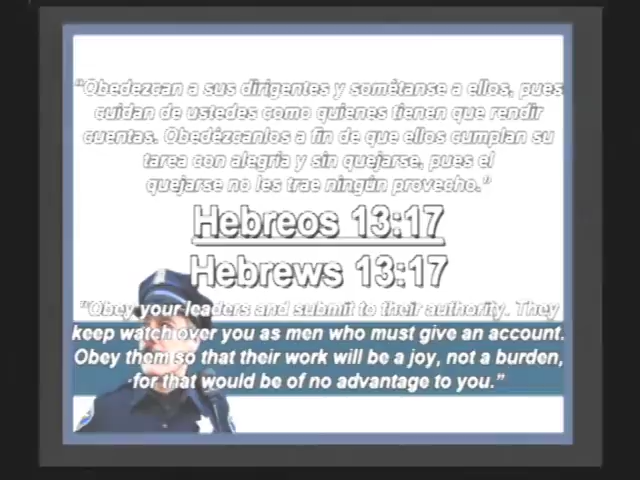 "Obedezcan a sus dirigentes y sométanse a ellos, pues
cuidan de ustedes como quienes tienen que rendir
cuentas. Obedézcanlos a fin de que ellos cumplan su
tarea con alegría y sin quejarse, pues el
quejarse no les trae ningún provecho."
Hebreos 13:17
Hebrews 13:17
"Obey your leaders and submit to their authority. They
keep watch over you as men who must give an account.
Obey them so that their work will be a joy, not a burden,
for that would be of no advantage to you."